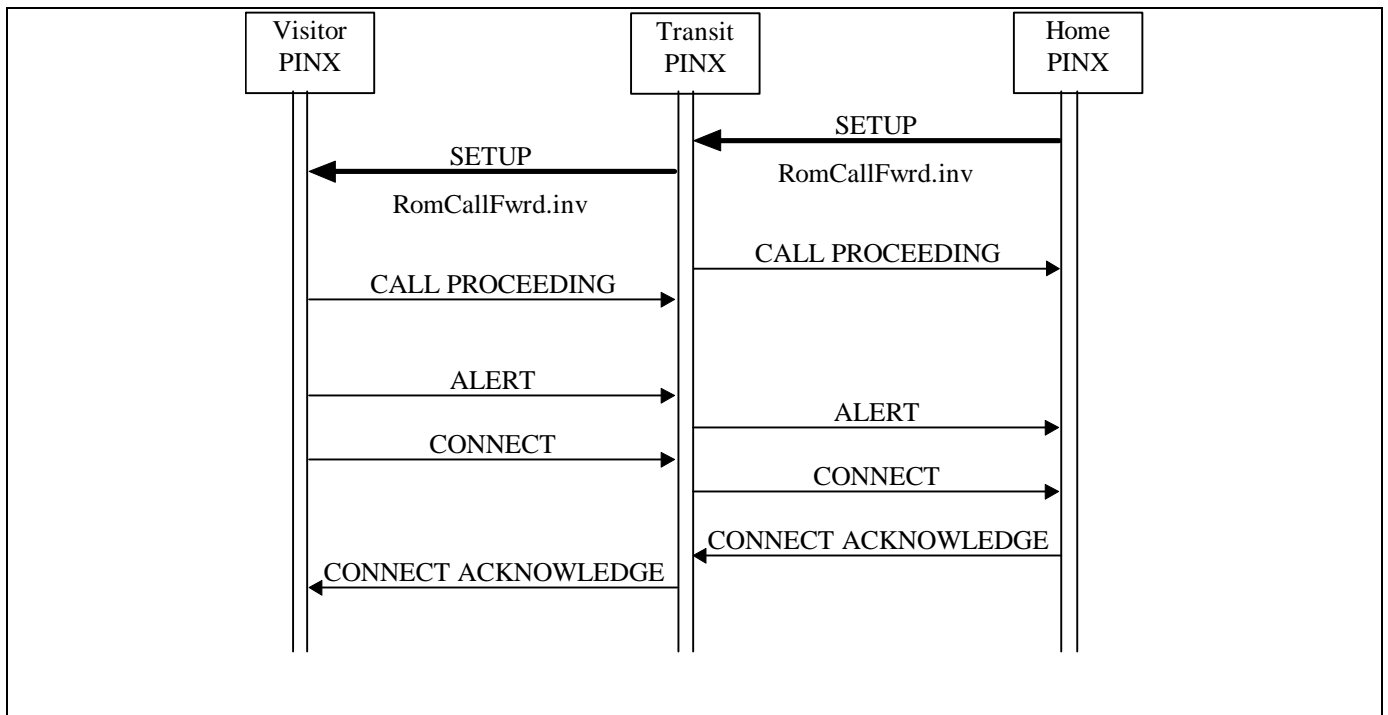 Visitor
PINX
Transit
PINX
Home
PINX
SETUP
SETUP
RomCallFwrd.inv
RomCallFwrd.inv
CALL PROCEEDING
CALL PROCEEDING
ALERT
ALERT
CONNECT
CONNECT
CONNECT ACKNOWLEDGE
CONNECT ACKNOWLEDGE